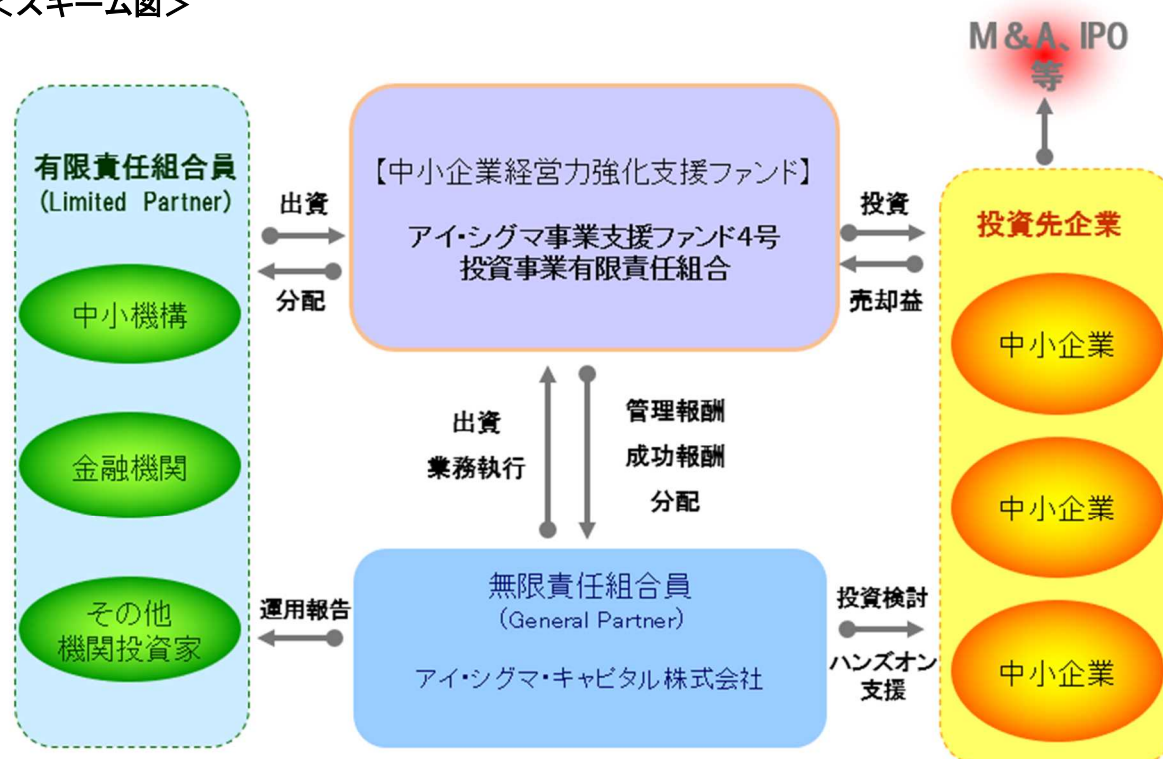 ＜スキーム図＞
M&A、IPO
等
有限責任組合員
(Limited Partner)
中小機構
金融機関
その他
機関投資家
出資
分配
【中小企業経営力強化支援ファンド】
アイ・シグマ事業支援ファンド4号
投資事業有限責任組合
投資
売却益
投資先企業
中小企業
中小企業
中小企業
出資
業務執行
管理報酬
成功報酬
分配
運用報告
無限責任組合員
(General Partner)
アイ・シグマ・キャピタル株式会社
投資検討
ハンズオン
支援